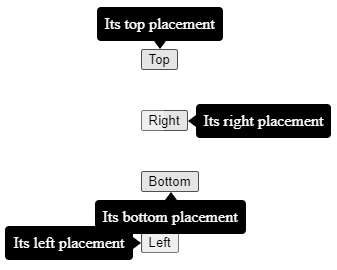 Its top placement
Top
Right
Its right placement
Bottom
Its bottom placement
Its left placement
Left